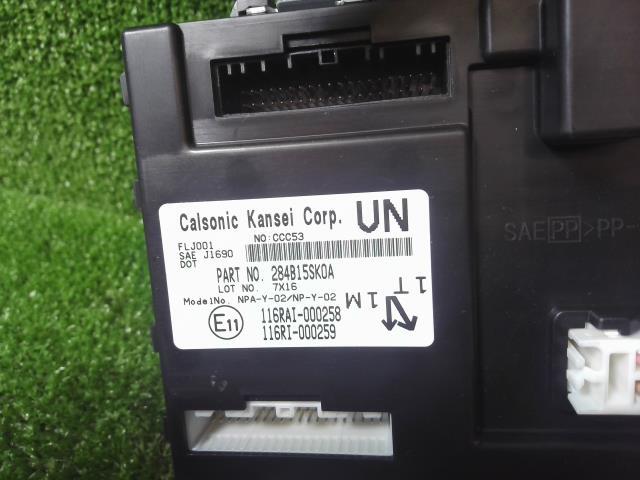 Calsonic Kansei Corp. UN
FLJ001 NO:CCC53
SAE J1690
DOT
PART NO. 284B15SK0A
LOT NO. 7X16
ModelNo. NPA-Y-02/NP-Y-02
1M 1T
E11 116RAI-000258
116RI-000259
SAE PP >PP-